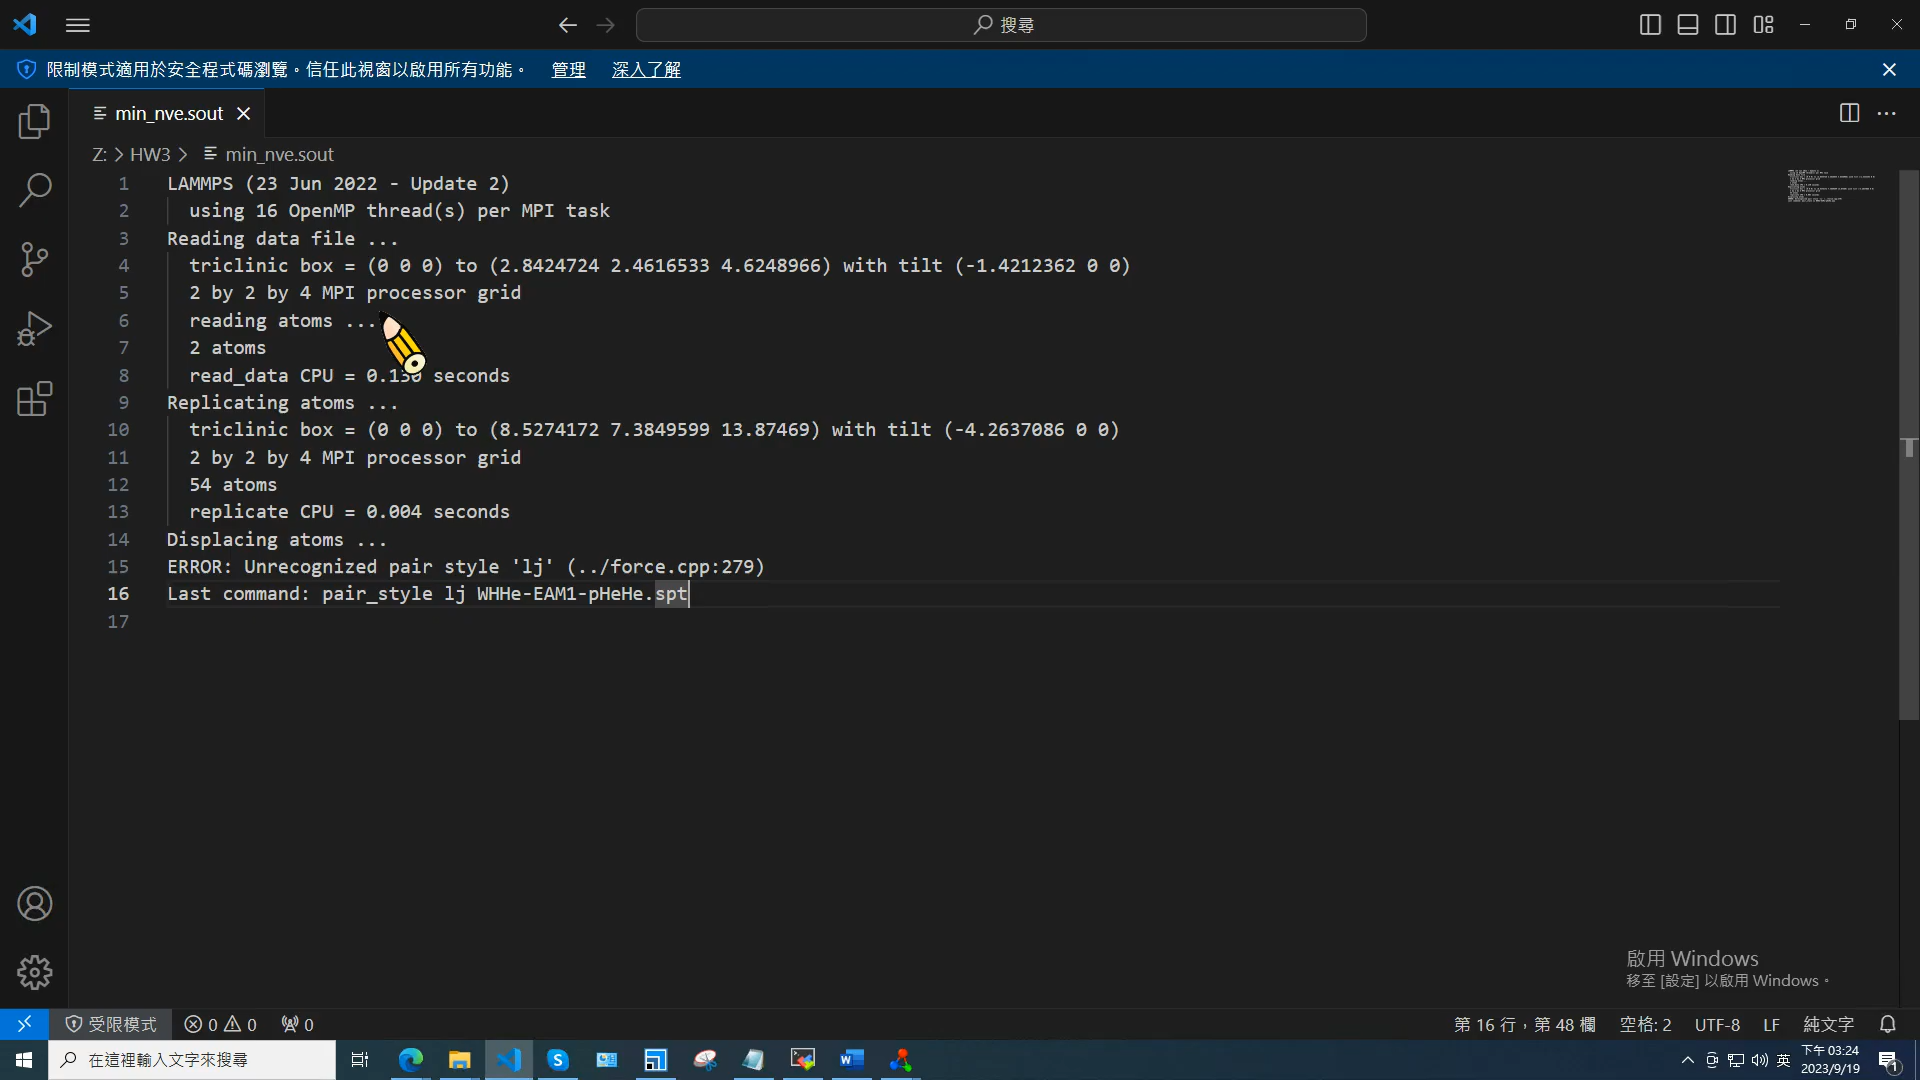 搜尋
限制模式適用於安全程式碼瀏覽。信任此視窗以啟用所有功能。 管理 深入了解
min_nve.sout
Z: > HW3 > min_nve.sout
1 LAMMPS (23 Jun 2022 - Update 2)
2 using 16 OpenMP thread(s) per MPI task
3 Reading data file ...
4 triclinic box = (0 0 0) to (2.8424724 2.4616533 4.6248966) with tilt (-1.4212362 0 0)
5 2 by 2 by 4 MPI processor grid
6 reading atoms ...
7 2 atoms
8 read_data CPU = 0.130 seconds
9 Replicating atoms ...
10 triclinic box = (0 0 0) to (8.5274172 7.3849599 13.87469) with tilt (-4.2637086 0 0)
11 2 by 2 by 4 MPI processor grid
12 54 atoms
13 replicate CPU = 0.004 seconds
14 Displacing atoms ...
15 ERROR: Unrecognized pair style 'lj' (../force.cpp:279)
16 Last command: pair_style lj WHHe-EAM1-pHeHe.spt
17
啟用 Windows
移至 [設定] 以啟用 Windows。
受限模式 0 0 0 第 16 行，第 48 欄 空格: 2 UTF-8 LF 純文字
在這裡輸入文字來搜尋
英
下午 03:24
2023/9/19
1